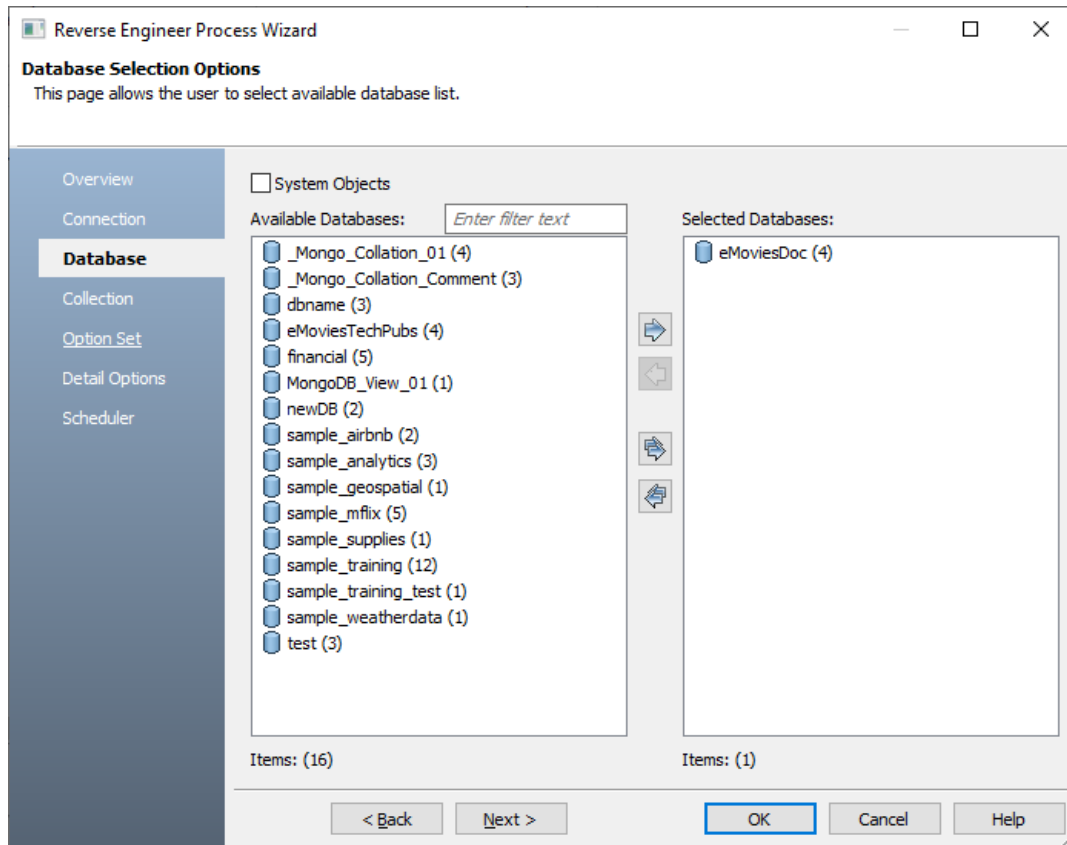 Reverse Engineer Process Wizard
Database Selection Options
This page allows the user to select available database list.
Overview
Connection
Database
Collection
Option Set
Detail Options
Scheduler
System Objects
Available Databases:
Enter filter text
_Mongo_Collation_01 (4)
_Mongo_Collation_Comment (3)
dbname (3)
eMoviesTechPubs (4)
financial (5)
MongoDB_View_01 (1)
newDB (2)
sample_airbnb (2)
sample_analytics (3)
sample_geospatial (1)
sample_mflix (5)
sample_supplies (1)
sample_training (12)
sample_training_test (1)
sample_weatherdata (1)
test (3)
Items: (16)
Selected Databases:
eMoviesDoc (4)
Items: (1)
< Back
Next >
OK
Cancel
Help